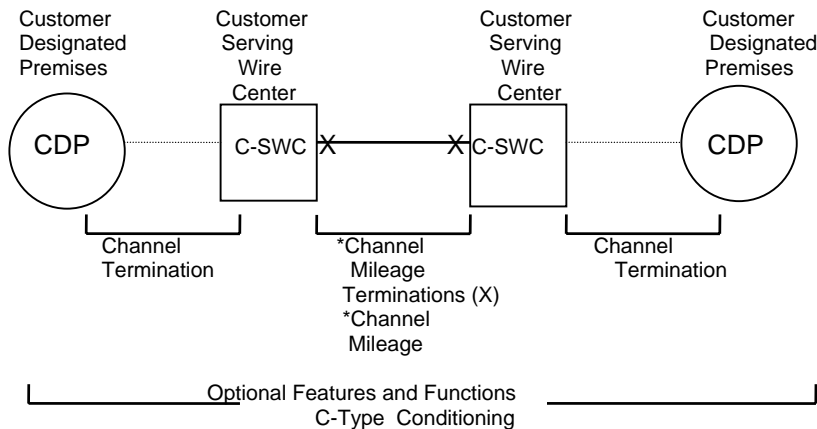 Customer
Designated
Premises
Customer
Serving
Wire
Center
Customer
Serving
Wire
Center
Customer
Designated
Premises
CDP
C-SWC
X
X
C-SWC
CDP
Channel
Termination
*Channel
Mileage
Terminations (X)
*Channel
Mileage
Channel
Termination
Optional Features and Functions
C-Type Conditioning